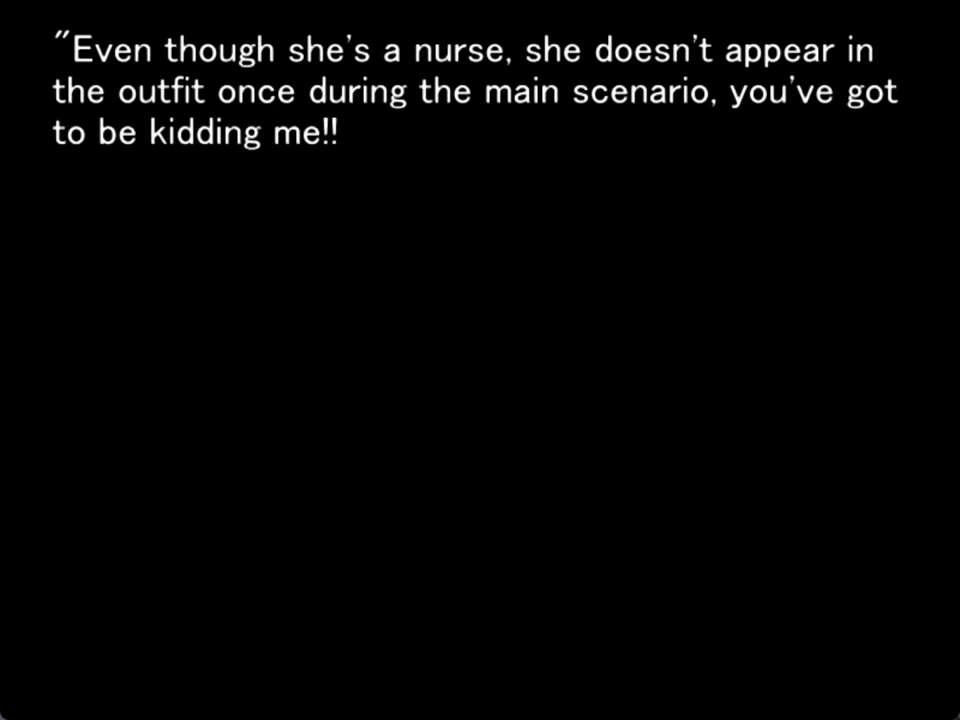 "Even though she's a nurse, she doesn't appear in
the outfit once during the main scenario, you've got
to be kidding me!!